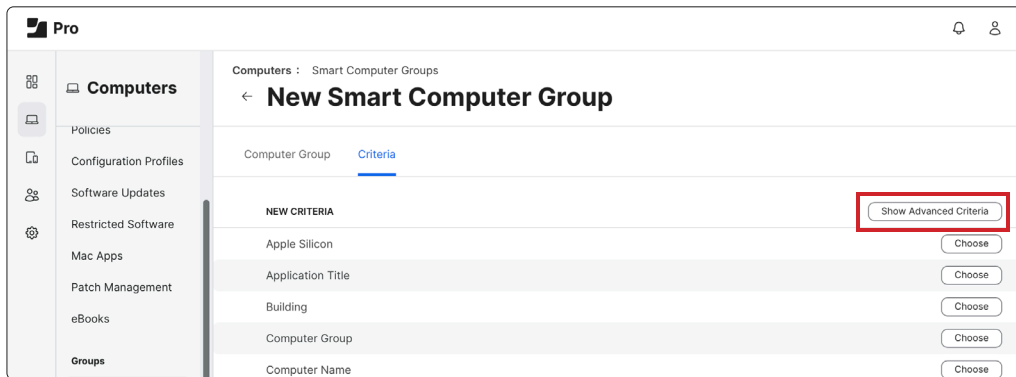 Pro
Computers
Policies
Configuration Profiles
Software Updates
Restricted Software
Mac Apps
Patch Management
eBooks
Groups
Computers : Smart Computer Groups
← New Smart Computer Group
Computer Group Criteria
NEW CRITERIA Show Advanced Criteria
Apple Silicon Choose
Application Title Choose
Building Choose
Computer Group Choose
Computer Name Choose